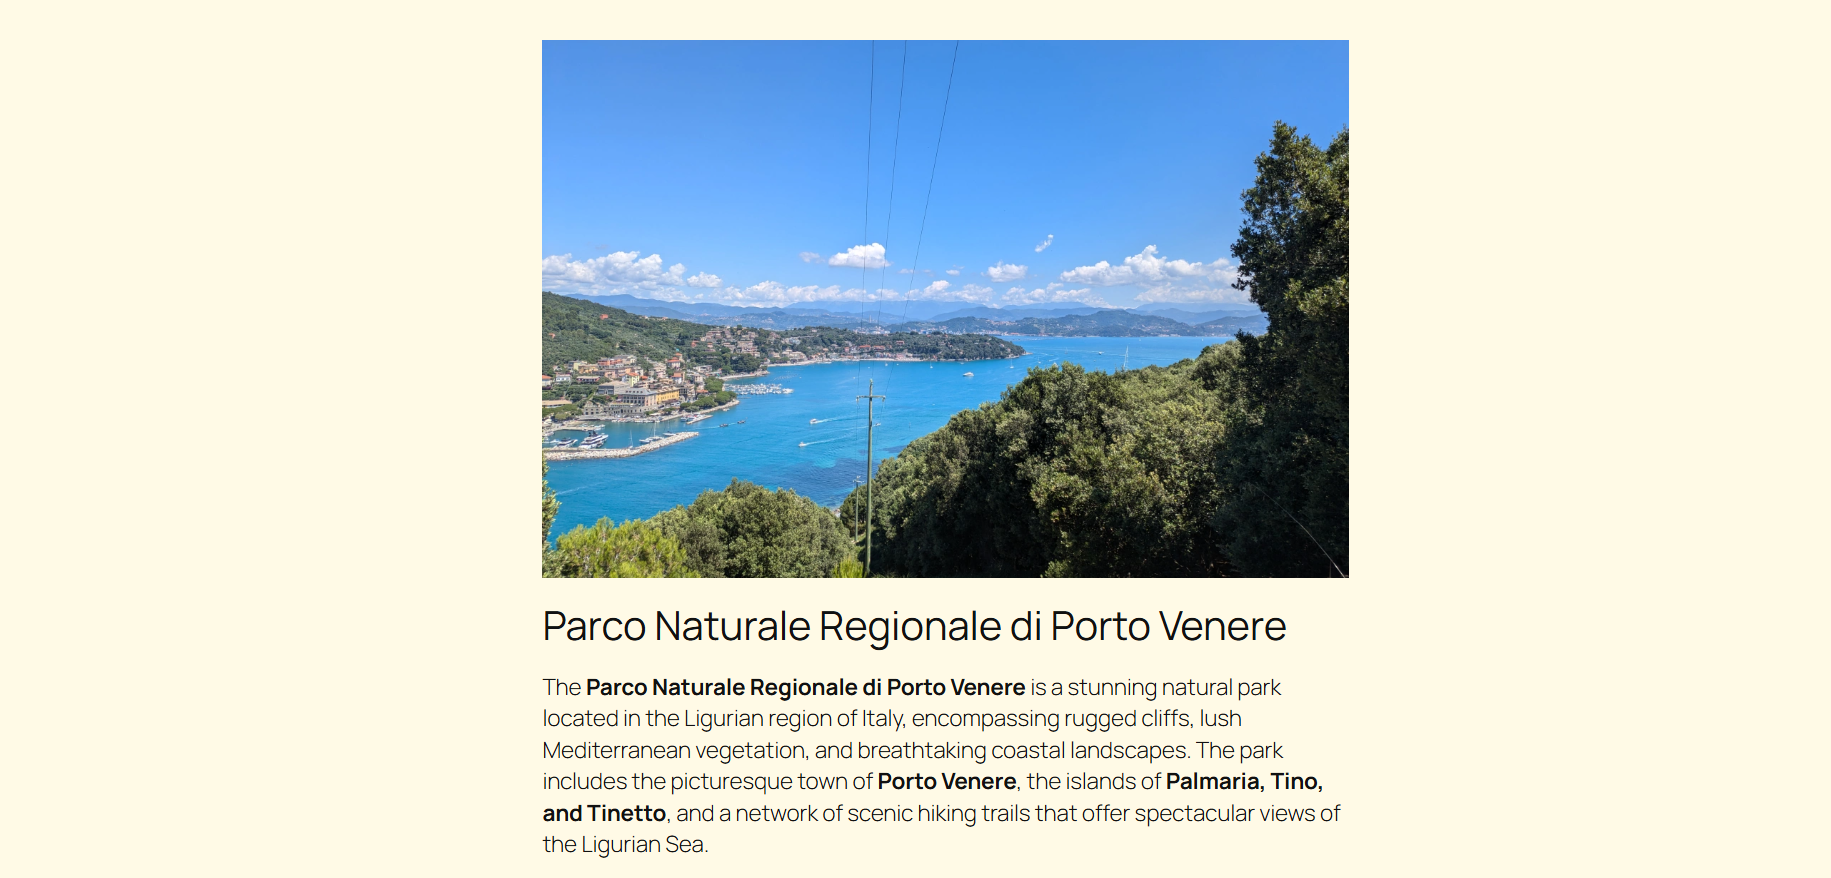 Parco Naturale Regionale di Porto Venere
The Parco Naturale Regionale di Porto Venere is a stunning natural park
located in the Ligurian region of Italy, encompassing rugged cliffs, lush
Mediterranean vegetation, and breathtaking coastal landscapes. The park
includes the picturesque town of Porto Venere, the islands of Palmaria, Tino,
and Tinetto, and a network of scenic hiking trails that offer spectacular views of
the Ligurian Sea.